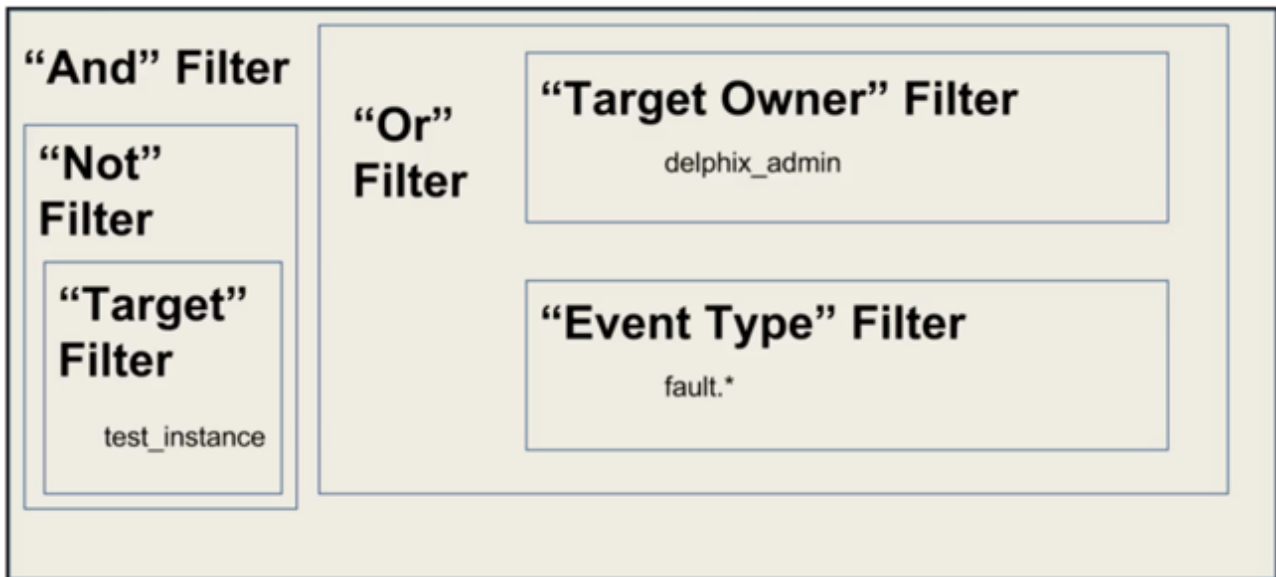 “And” Filter
“Not”
Filter
“Target”
Filter
test_instance
“Or”
Filter
“Target Owner” Filter
delphix_admin
“Event Type” Filter
fault.*